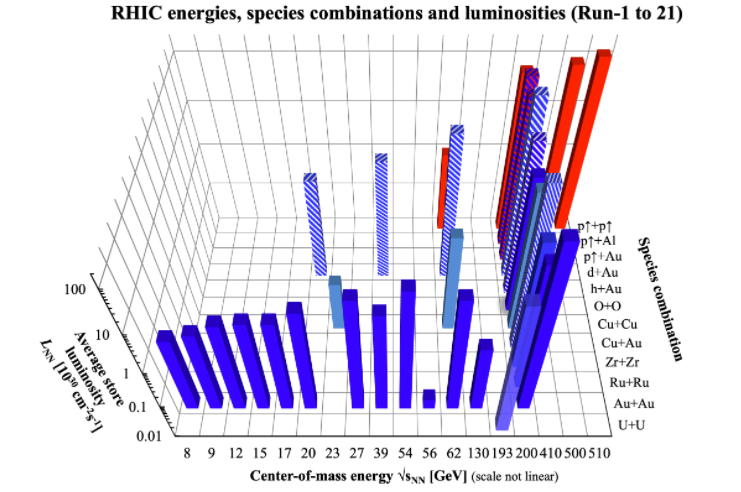 RHIC energies, species combinations and luminosities (Run-1 to 21)
p↑+p↑
p↑+Al
p↑+Au
d+Au
h+Au
O+O
Cu+Cu
Cu+Au
Zr+Zr
Ru+Ru
Au+Au
U+U
Species combination
100
10
1
0.1
0.01
Average store
luminosity
L_NN [10³⁰ cm⁻²s⁻¹]
8 9 12 15 17 20 23 27 39 54 56 62 130 193 200 410 500 510
Center-of-mass energy √s_NN [GeV] (scale not linear)